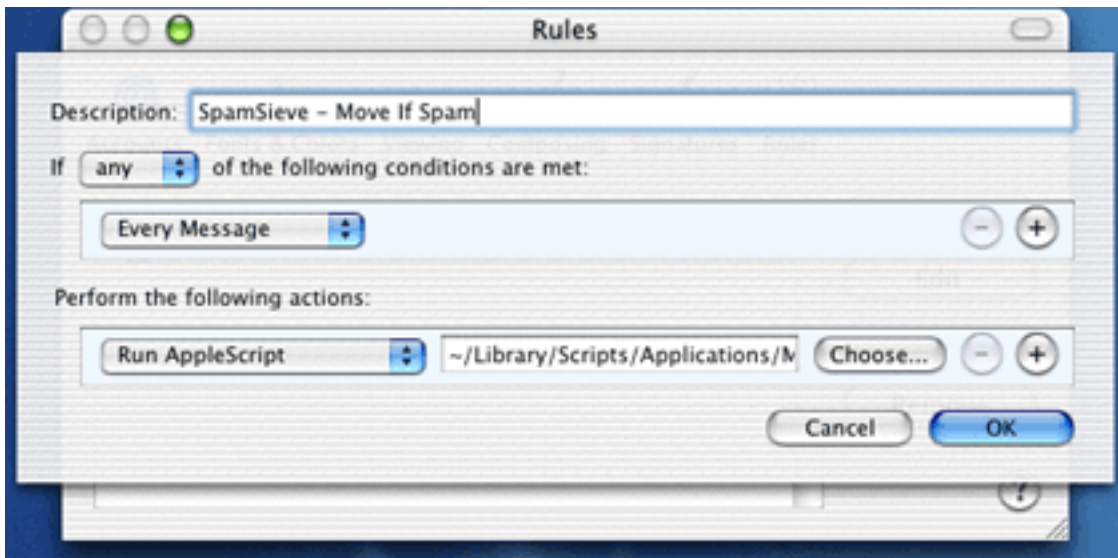 Rules
Description: SpamSieve – Move If Spam
If any of the following conditions are met:
Every Message
Perform the following actions:
Run AppleScript ~/Library/Scripts/Applications/M Choose...
Cancel OK
?